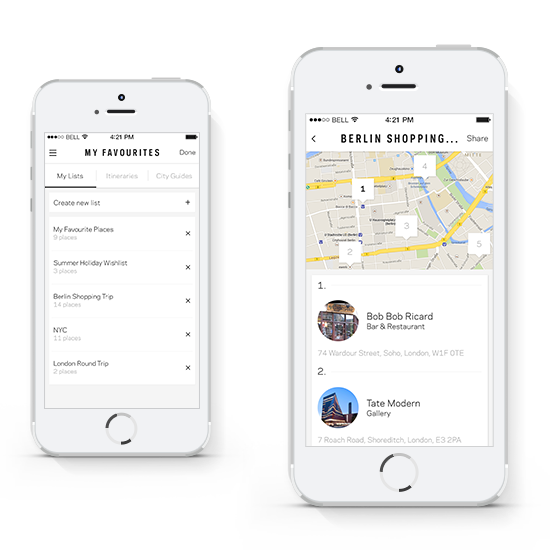 BELL 4:21 PM
MY FAVOURITES Done
My Lists Itineraries City Guides
Create new list +
My Favourite Places
9 places
Summer Holiday Wishlist
3 places
Berlin Shopping Trip
14 places
NYC
11 places
London Round Trip
2 places
BELL 4:21 PM
BERLIN SHOPPING... Share
4
1
3
2
5
1.
Bob Bob Ricard
Bar & Restaurant
74 Wardour Street, Soho, London, W1F 0TE
2.
Tate Modern
Gallery
7 Roach Road, Shoreditch, London, E3 2PA